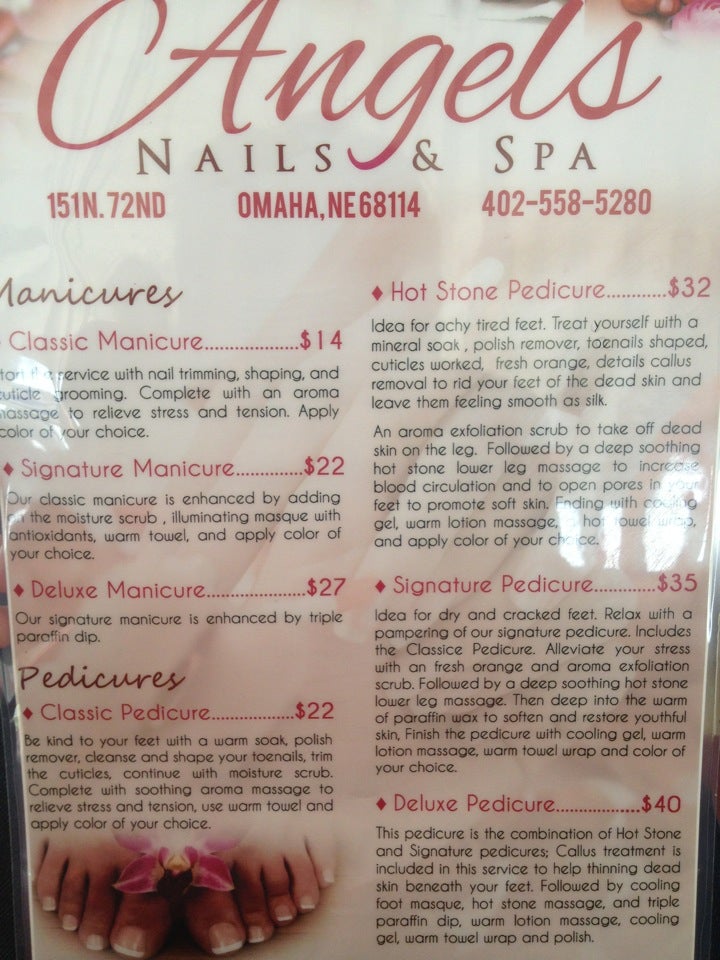 Angels
NAILS & SPA
151 N. 72ND OMAHA, NE 68114 402-558-5280
Manicures
Classic Manicure....................$14
the service with nail trimming, shaping, and
cuticle grooming. Complete with an aroma
massage to relieve stress and tension. Apply
color of your choice.
♦ Signature Manicure..............$22
Our classic manicure is enhanced by adding
on the moisture scrub , illuminating masque with
antioxidants, warm towel, and apply color of
your choice.
♦ Deluxe Manicure....................$27
Our signature manicure is enhanced by triple
paraffin dip.
Pedicures
♦ Classic Pedicure.................$22
Be kind to your feet with a warm soak, polish
remover, cleanse and shape your toenails, trim
the cuticles, continue with moisture scrub.
Complete with soothing aroma massage to
relieve stress and tension, use warm towel and
apply color of your choice.
♦ Hot Stone Pedicure............$32
Idea for achy tired feet. Treat yourself with a
mineral soak , polish remover, toenails shaped,
cuticles worked, fresh orange, details callus
removal to rid your feet of the dead skin and
leave them feeling smooth as silk.
An aroma exfoliation scrub to take off dead
skin on the leg. Followed by a deep soothing
hot stone lower leg massage to increase
blood circulation and to open pores in your
feet to promote soft skin. Ending with cooling
gel, warm lotion massage, a hot towel wrap,
and apply color of your choice.
♦ Signature Pedicure.............$35
Idea for dry and cracked feet. Relax with a
pampering of our signature pedicure. Includes
the Classice Pedicure. Alleviate your stress
with an fresh orange and aroma exfoliation
scrub. Followed by a deep soothing hot stone
lower leg massage. Then deep into the warm
of paraffin wax to soften and restore youthful
skin, Finish the pedicure with cooling gel, warm
lotion massage, warm towel wrap and color of
your choice.
♦ Deluxe Pedicure.................$40
This pedicure is the combination of Hot Stone
and Signature pedicures; Callus treatment is
included in this service to help thinning dead
skin beneath your feet. Followed by cooling
foot masque, hot stone massage, and triple
paraffin dip, warm lotion massage, cooling
gel, warm towel wrap and polish.